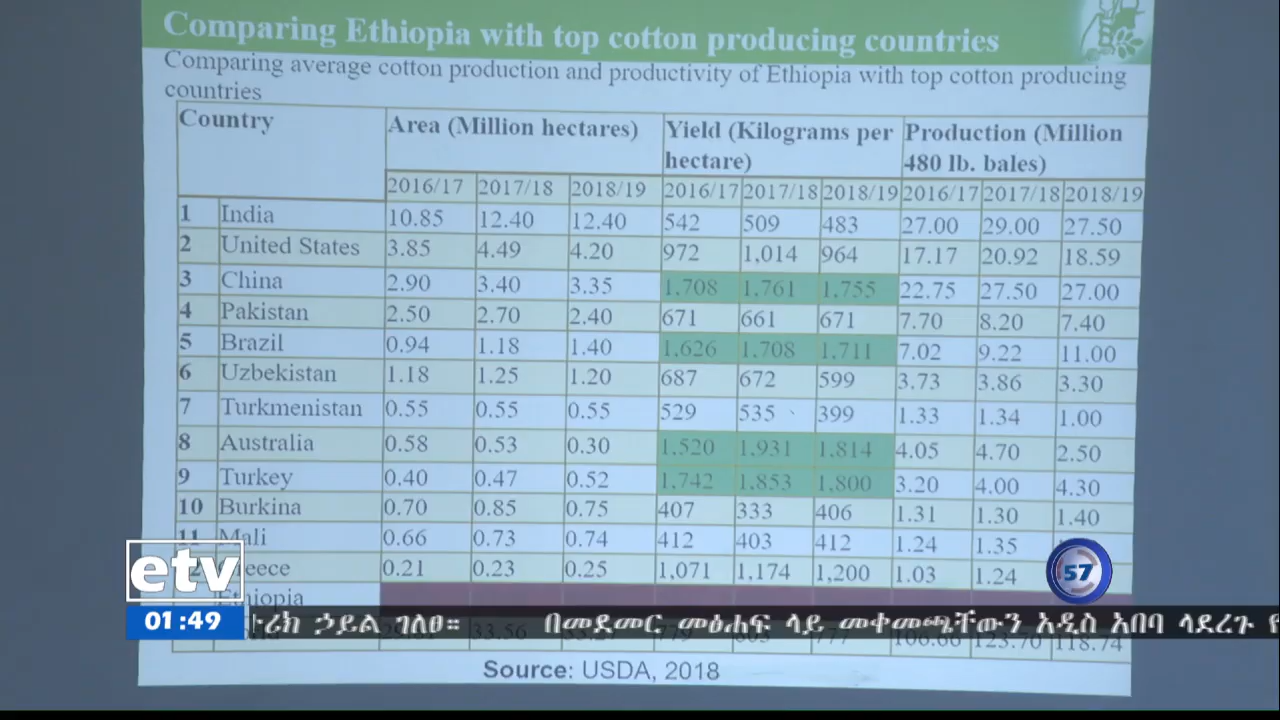 Comparing Ethiopia with top cotton producing countries
Comparing average cotton production and productivity of Ethiopia with top cotton producing
countries
Country Area (Million hectares) Yield (Kilograms per hectare) Production (Million 480 lb. bales)
2016/17 2017/18 2018/19 2016/17 2017/18 2018/19 2016/17 2017/18 2018/19
1 India 10.85 12.40 12.40 542 509 483 27.00 29.00 27.50
2 United States 3.85 4.49 4.20 972 1,014 964 17.17 20.92 18.59
3 China 2.90 3.40 3.35 1,708 1,761 1,755 22.75 27.50 27.00
4 Pakistan 2.50 2.70 2.40 671 661 671 7.70 8.20 7.40
5 Brazil 0.94 1.18 1.40 1,626 1,708 1,711 7.02 9.22 11.00
6 Uzbekistan 1.18 1.25 1.20 687 672 599 3.73 3.86 3.30
7 Turkmenistan 0.55 0.55 0.55 529 535 399 1.33 1.34 1.00
8 Australia 0.58 0.53 0.30 1,520 1,931 1,814 4.05 4.70 2.50
9 Turkey 0.40 0.47 0.52 1,742 1,853 1,800 3.20 4.00 4.30
10 Burkina 0.70 0.85 0.75 407 333 406 1.31 1.30 1.40
11 Mali 0.66 0.73 0.74 412 403 412 1.24 1.35
0.21 0.23 0.25 1,071 1,174 1,200 1.03 1.24
Ethiopia
33.56 779 777 106.66 123.70 118.74
Source: USDA, 2018
etv
57
01:49 ኃይል ገለፀ። በመደመር መፅሐፍ ላይ መቀመጫቸውን አዲስ አበባ ላደረጉ